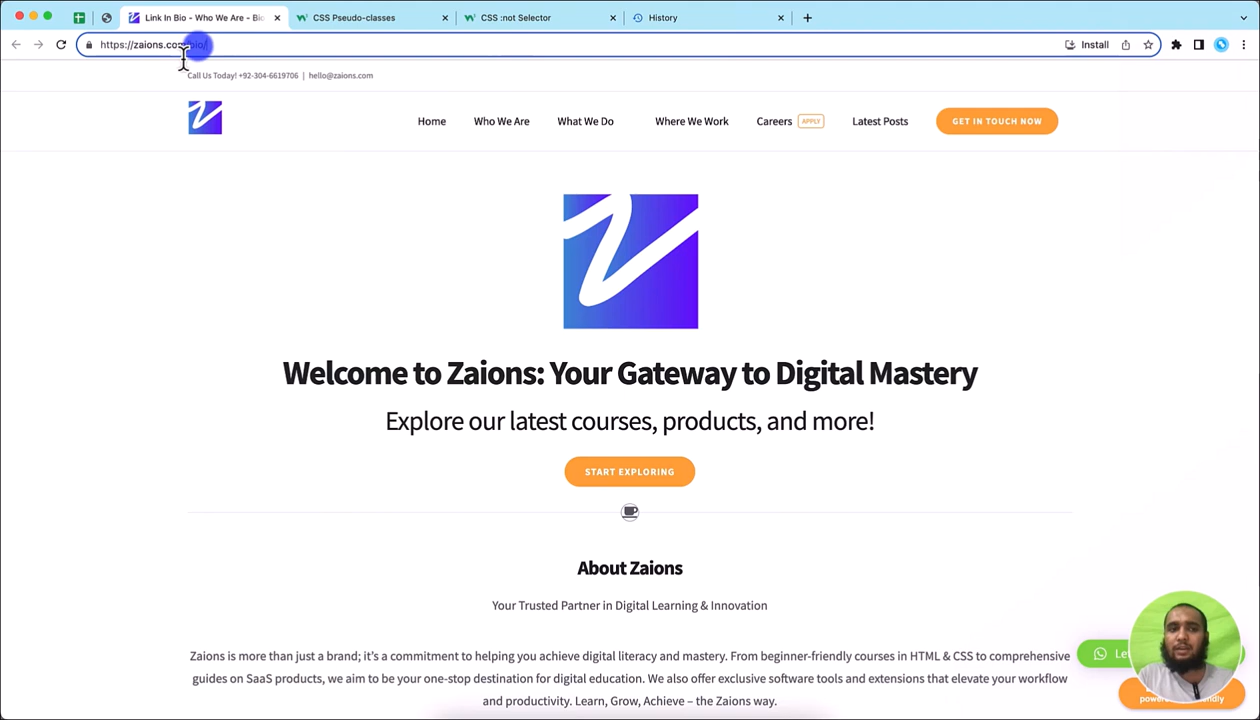 Link In Bio - Who We Are - Bio
CSS Pseudo-classes
CSS :not Selector
History
https://zaions.com/bio/
Install
Call Us Today! +92-304-6619706 | hello@zaions.com
Home
Who We Are
What We Do
Where We Work
Careers
APPLY
Latest Posts
GET IN TOUCH NOW
Welcome to Zaions: Your Gateway to Digital Mastery
Explore our latest courses, products, and more!
START EXPLORING
About Zaions
Your Trusted Partner in Digital Learning & Innovation
Zaions is more than just a brand; it's a commitment to helping you achieve digital literacy and mastery. From beginner-friendly courses in HTML & CSS to comprehensive
guides on SaaS products, we aim to be your one-stop destination for digital education. We also offer exclusive software tools and extensions that elevate your workflow
and productivity. Learn, Grow, Achieve – the Zaions way.